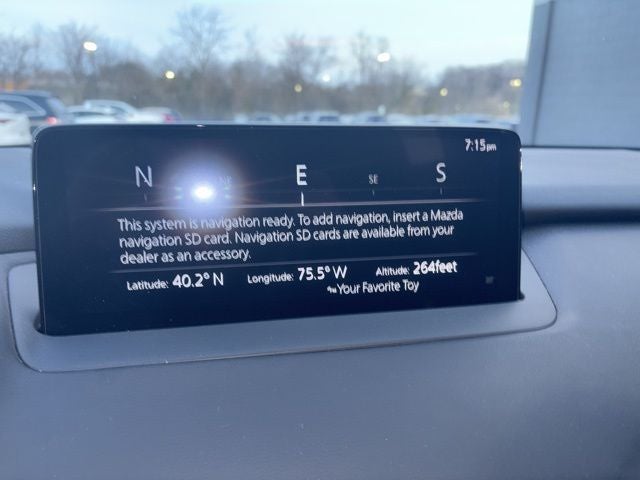 7:15pm
N E SE S
This system is navigation ready. To add navigation, insert a Mazda
navigation SD card. Navigation SD cards are available from your
dealer as an accessory.
Latitude: 40.2° N Longitude: 75.5° W Altitude: 264feet
Your Favorite Toy